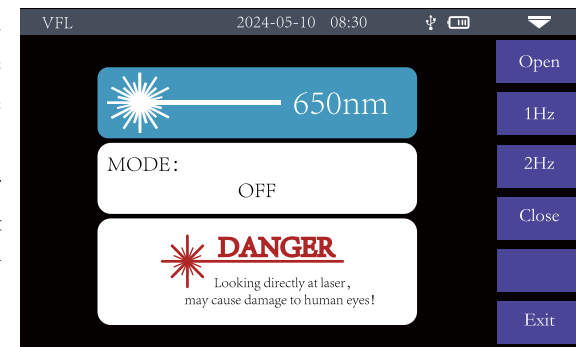 VFL 2024-05-10 08:30
650nm
MODE:
OFF
DANGER
Looking directly at laser,
may cause damage to human eyes!
Open
1Hz
2Hz
Close
Exit